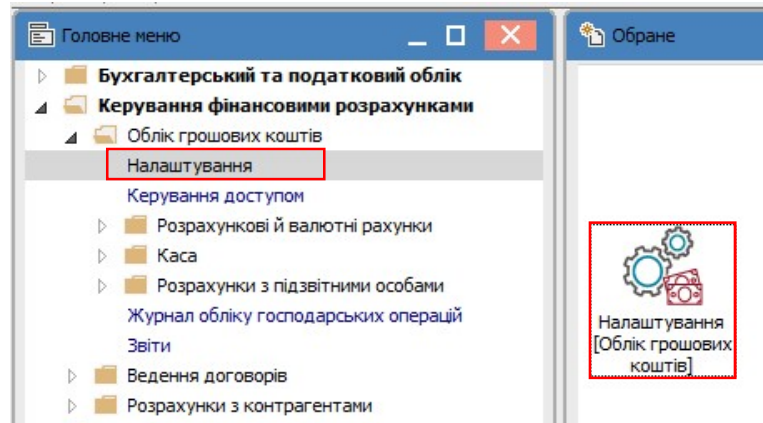 Головне меню
Бухгалтерський та податковий облік
Керування фінансовими розрахунками
Облік грошових коштів
Налаштування
Керування доступом
Розрахункові й валютні рахунки
Каса
Розрахунки з підзвітними особами
Журнал обліку господарських операцій
Звіти
Ведення договорів
Розрахунки з контрагентами
Обране
Налаштування
[Облік грошових
коштів]